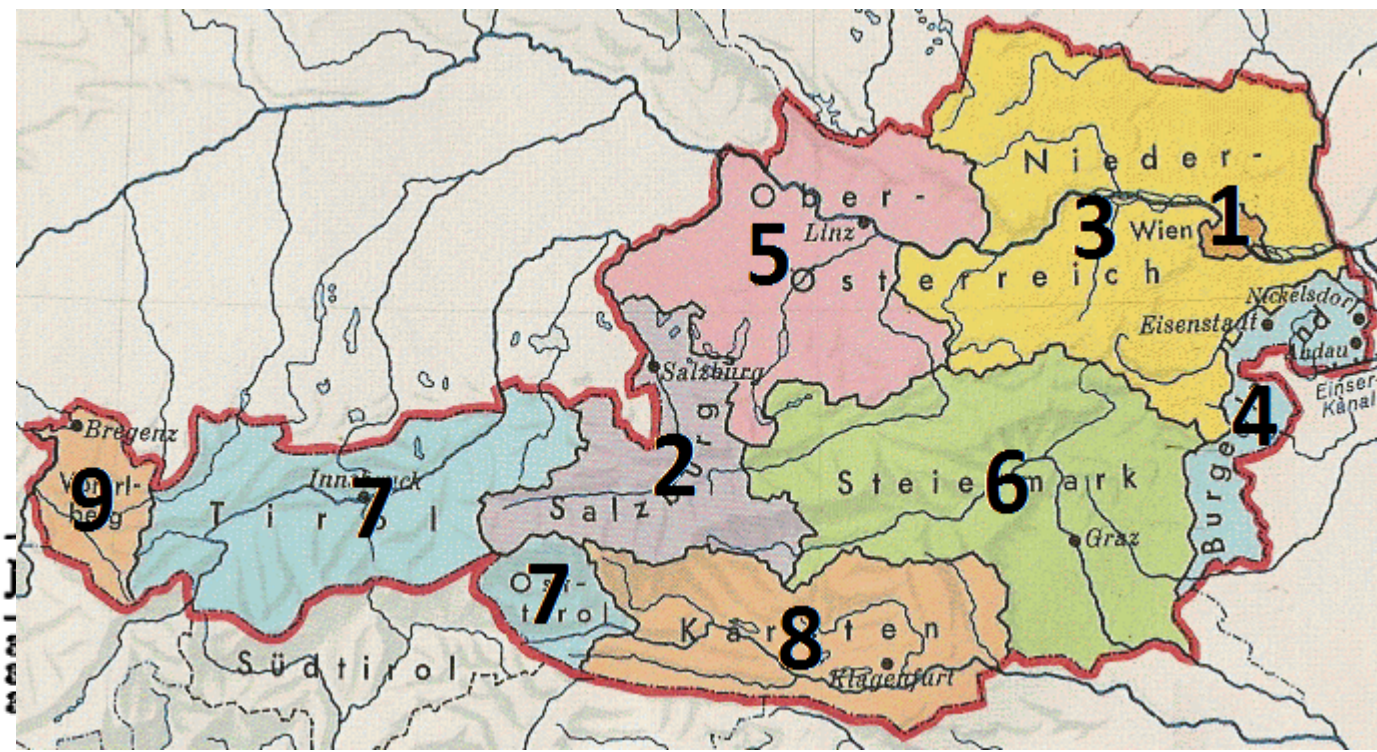 Nieder-
Ober-
3
Wien
1
5
Linz
österreich
Nickelsdorf
Eisenstadt
Andau
Einser-
Kanal
Salzburg
4
Bregenz
2
9
Innsbruck
7
Tirol
Salzburg
Steiermark
6
Burgenland
Graz
Vorarl-
berg
Ost-
tirol
7
Kärnten
8
Südtirol
Klagenfurt